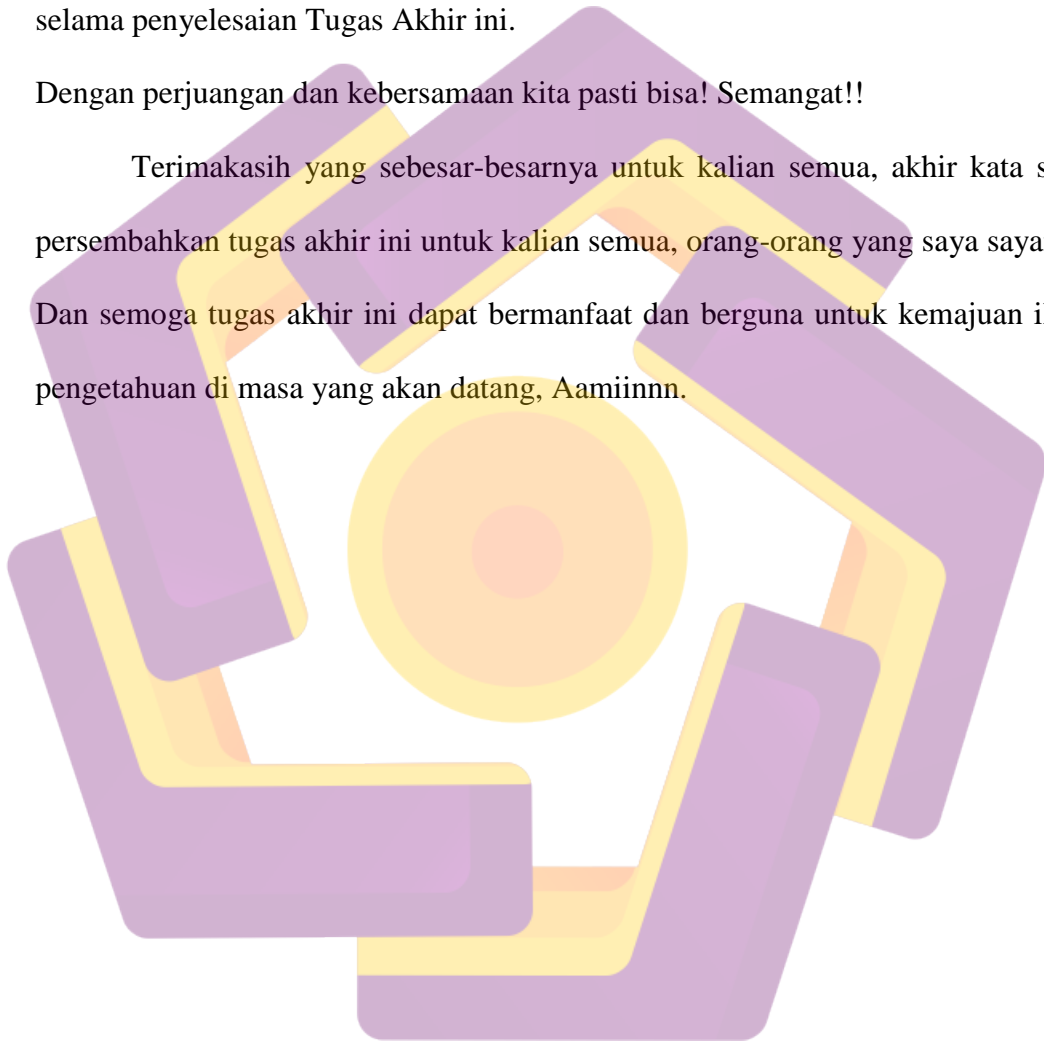 selama penyelesaian Tugas Akhir ini.
Dengan perjuangan dan kebersamaan kita pasti bisa! Semangat!!
Terimakasih yang sebesar-besarnya untuk kalian semua, akhir kata
persembahkan tugas akhir ini untuk kalian semua, orang-orang yang saya
Dan semoga tugas akhir ini dapat bermanfaat dan berguna untuk kemajuan
pengetahuan di masa yang akan datang, Aamiinnn.